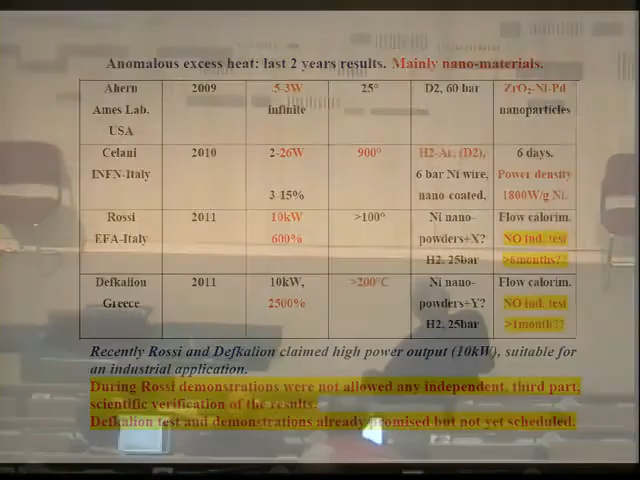 Anomalous excess heat: last 2 years results. Mainly nano-materials.
Ahern 2009 5-3W 25° D2, 60 bar ZrO2-Ni-Pd
Ames Lab. infinite nanoparticles
USA
Celani 2010 2-26W 900° H2-Ar, (D2), 6 days.
INFN-Italy 6 bar Ni wire, Power density
3-15% nano-coated, 1800W/g Ni.
Rossi 2011 10kW >100° Ni nano- Flow calorim.
EFA-Italy 600% powders+X? NO ind. test
H2, 25bar >6months??
Defkalion 2011 10kW, >200°C Ni nano- Flow calorim.
Greece 2500% powders+Y? NO ind. test
H2, 25bar >1month??
Recently Rossi and Defkalion claimed high power output (10kW), suitable for
an industrial application.
During Rossi demonstrations were not allowed any independent, third part,
scientific verification of the results.
Defkalion test and demonstrations already promised but not yet scheduled.